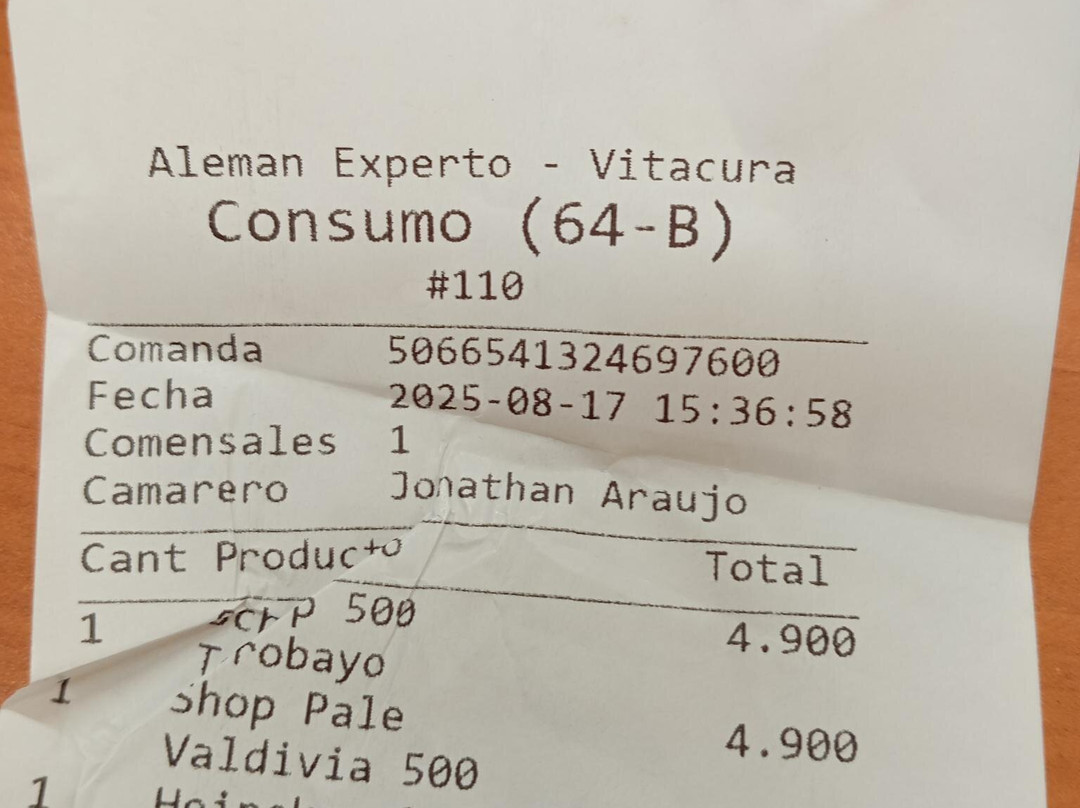 Aleman Experto - Vitacura
Consumo (64-B)
#110
Comanda 5066541324697600
Fecha 2025-08-17 15:36:58
Comensales 1
Camarero Jonathan Araujo
Cant Producto Total
1 500 4.900
Trobayo
1 Shop Pale 4.900
Valdivia 500
1